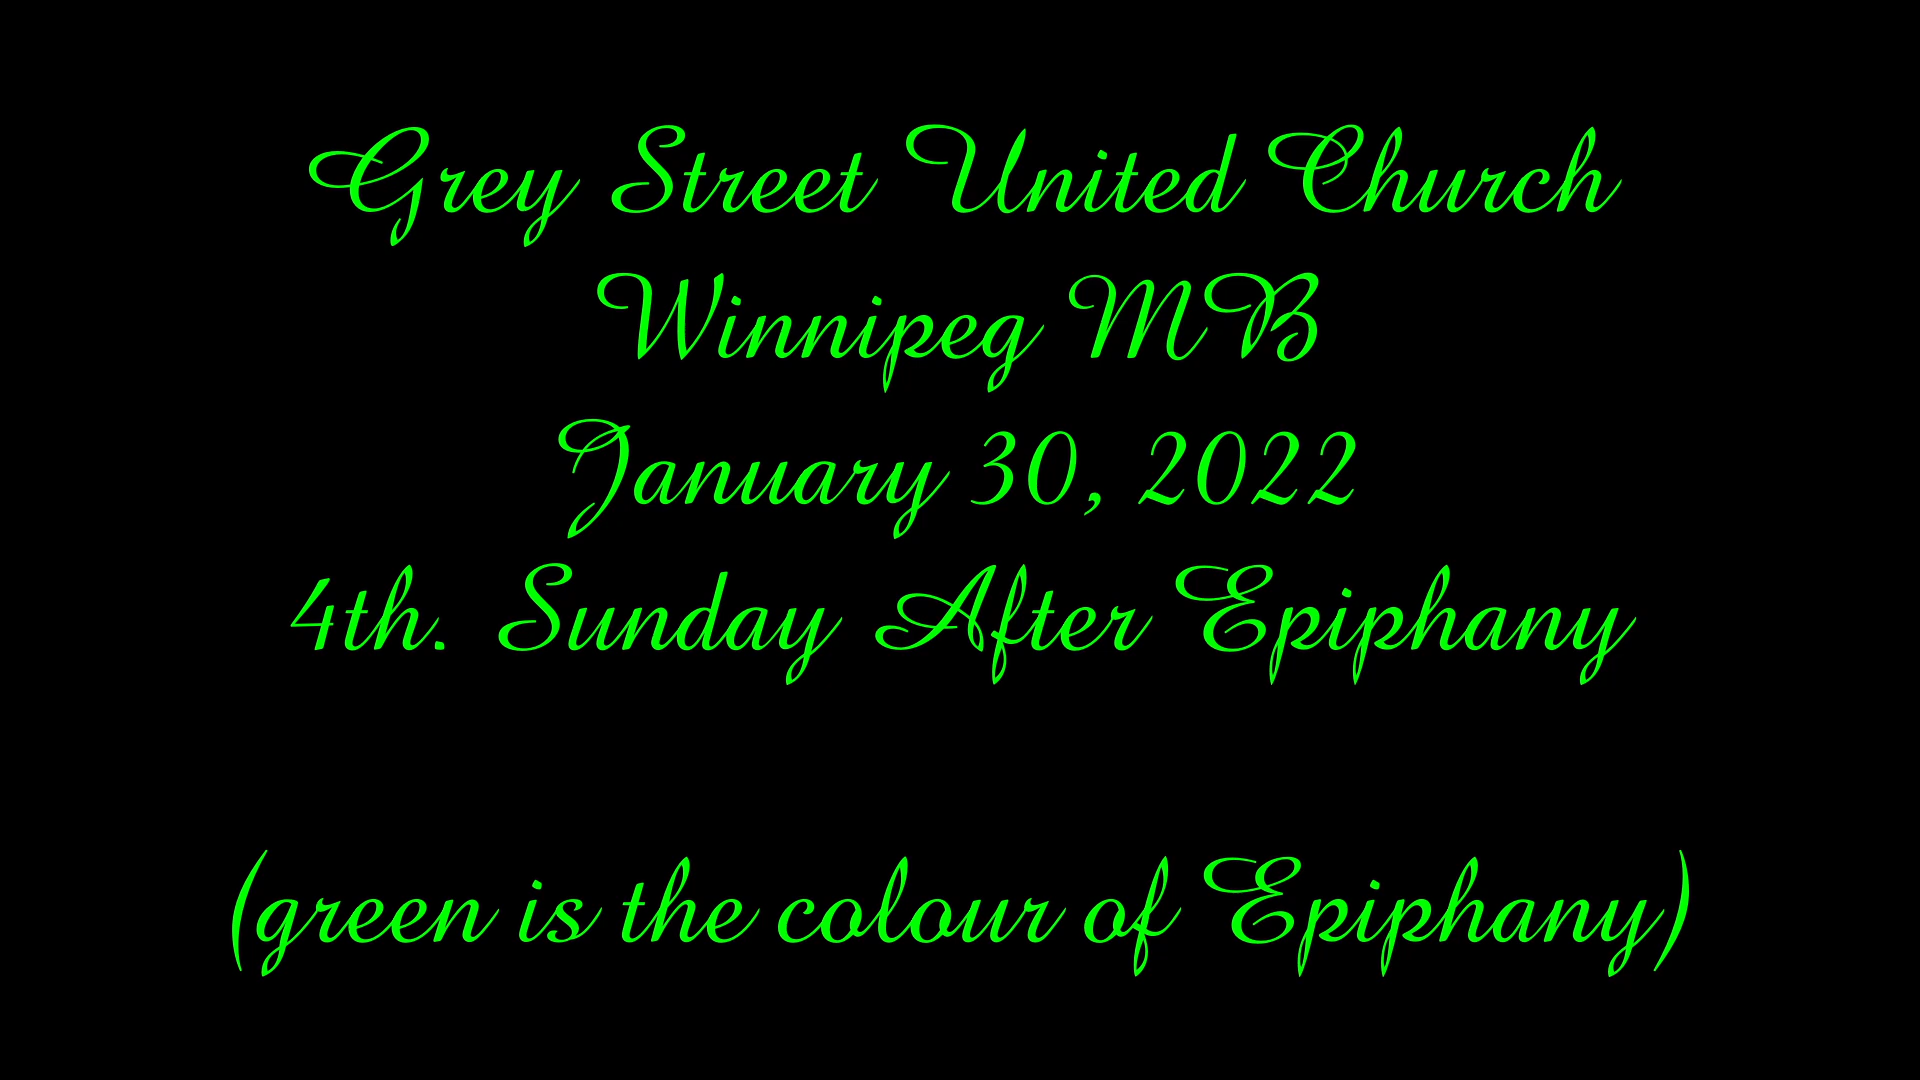 Grey Street United Church
Winnipeg MB
January 30, 2022
4th. Sunday After Epiphany
(green is the colour of Epiphany)